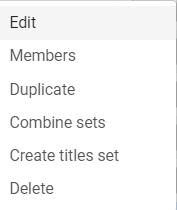 Edit
Members
Duplicate
Combine sets
Create titles set
Delete